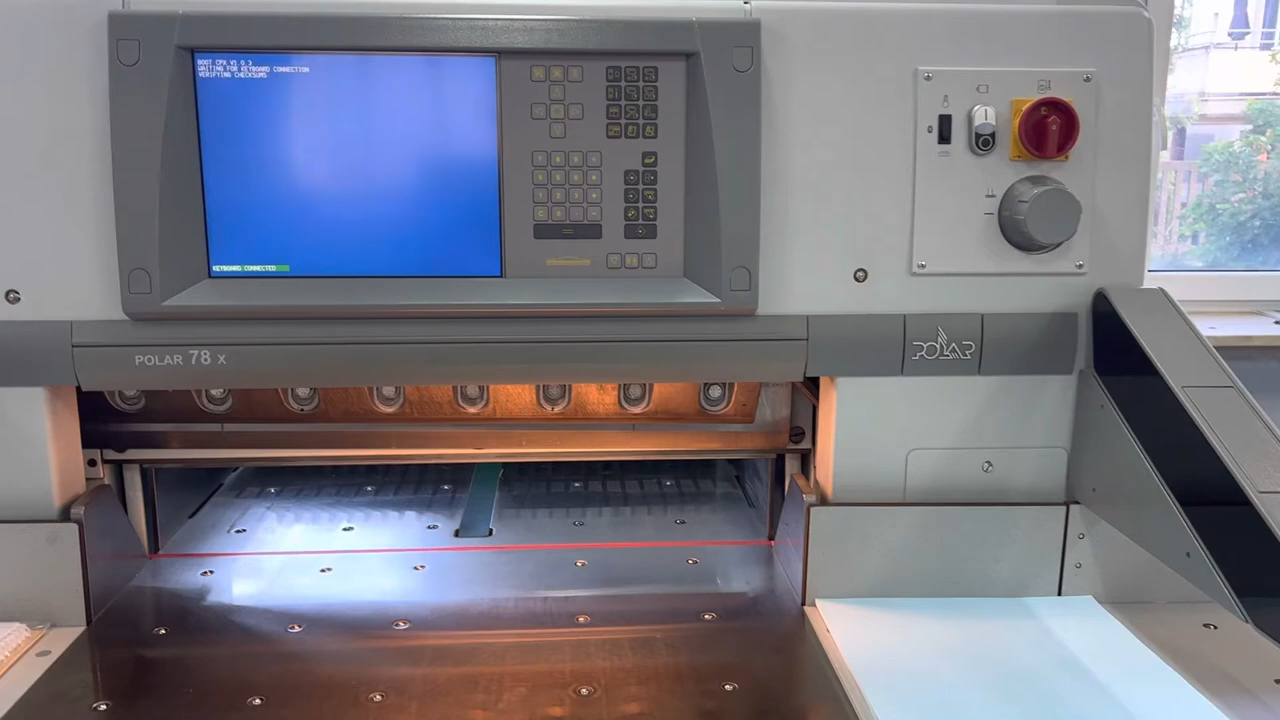 BOOT CPX V1.0.3
WAITING FOR KEYBOARD CONNECTION
VERIFYING CHECKSUMS
KEYBOARD CONNECTED
POLAR 78 X
POLAR